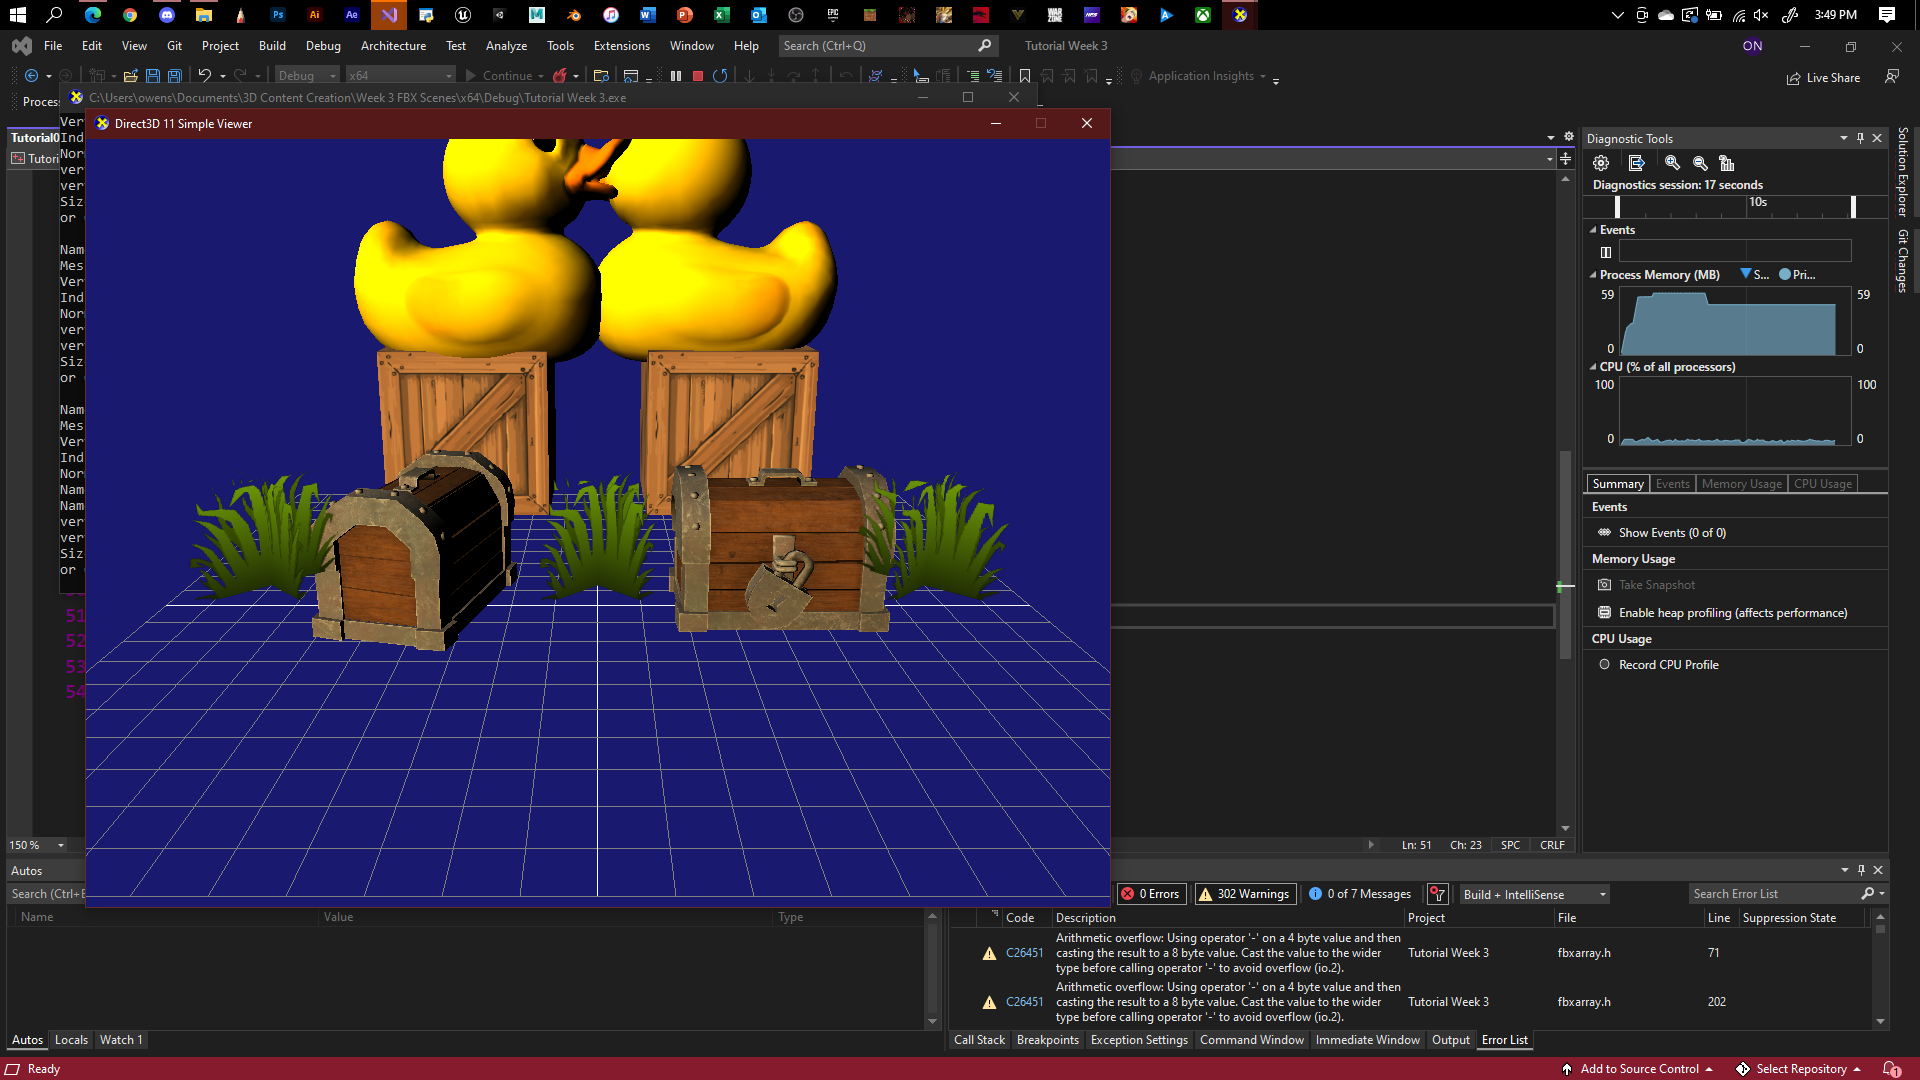 3:49 PM
File Edit View Git Project Build Debug Architecture Test Analyze Tools Extensions Window Help Search (Ctrl+Q) Tutorial Week 3 ON
Debug x64 Continue Application Insights Live Share
Proces C:\Users\owens\Documents\3D Content Creation\Week 3 FBX Scenes\x64\Debug\Tutorial Week 3.exe
Direct3D 11 Simple Viewer
Tutorial0
Tutori
Ver
Ind
Nor
ver
ver
Siz
or
Nam
Mes
Ver
Ind
Nor
ver
ver
Siz
or
Nam
Mes
Ver
Ind
Nor
Nam
Nam
ver
ver
Siz
or
51
52
53
54
Diagnostic Tools
Diagnostics session: 17 seconds
10s
Events
Process Memory (MB) S... Pri...
59 59
0 0
CPU (% of all processors)
100 100
0 0
Summary Events Memory Usage CPU Usage
Events
Show Events (0 of 0)
Memory Usage
Take Snapshot
Enable heap profiling (affects performance)
CPU Usage
Record CPU Profile
Solution Explorer
Git Changes
150 % Ln: 51 Ch: 23 SPC CRLF
Autos
Search (Ctrl+E
Name Value Type
Autos Locals Watch 1
0 Errors 302 Warnings 0 of 7 Messages Build + IntelliSense Search Error List
Code Description Project File Line Suppression State
C26451 Arithmetic overflow: Using operator '-' on a 4 byte value and then
casting the result to a 8 byte value. Cast the value to the wider
type before calling operator '-' to avoid overflow (io.2). Tutorial Week 3 fbxarray.h 71
C26451 Arithmetic overflow: Using operator '-' on a 4 byte value and then
casting the result to a 8 byte value. Cast the value to the wider
type before calling operator '-' to avoid overflow (io.2). Tutorial Week 3 fbxarray.h 202
Call Stack Breakpoints Exception Settings Command Window Immediate Window Output Error List
Ready Add to Source Control Select Repository 1